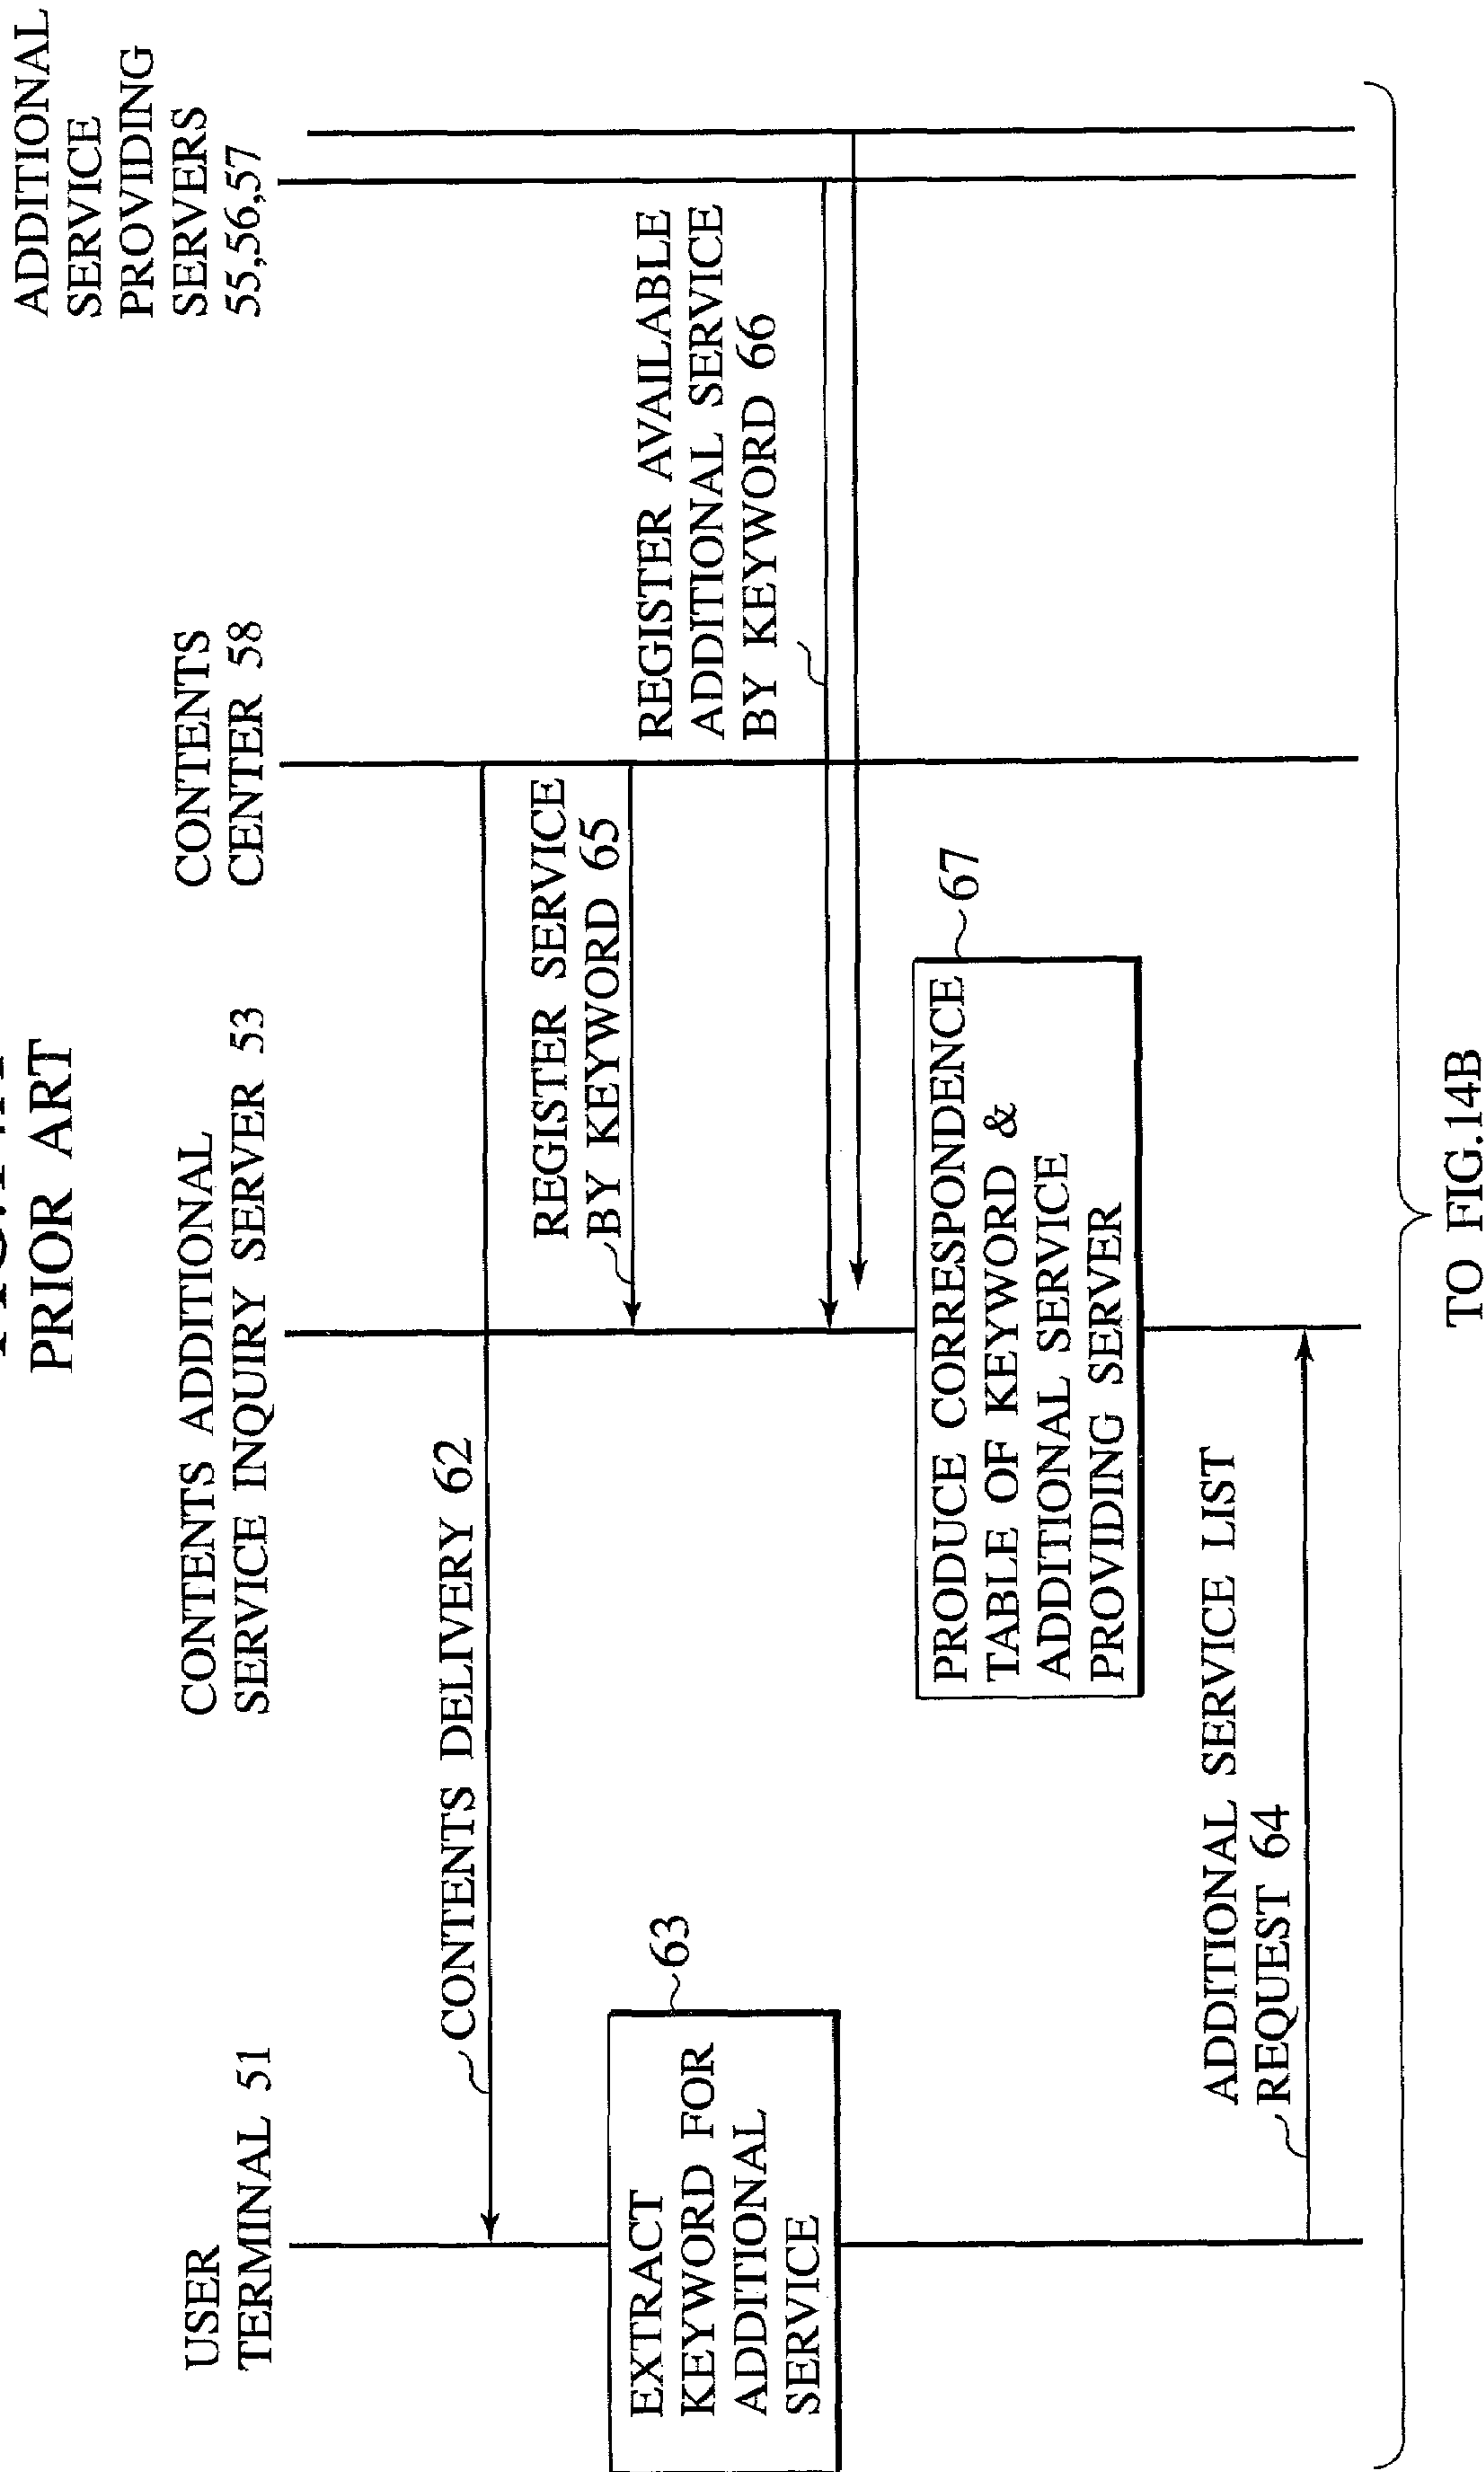 PRIOR ART
USER
TERMINAL 51
CONTENTS ADDITIONAL
SERVICE INQUIRY SERVER 53
CONTENTS
CENTER 58
ADDITIONAL
SERVICE
PROVIDING
SERVERS
55,56,57
CONTENTS DELIVERY 62
REGISTER SERVICE
BY KEYWORD 65
EXTRACT
KEYWORD FOR
ADDITIONAL
SERVICE
63
REGISTER AVAILABLE
ADDITIONAL SERVICE
BY KEYWORD 66
PRODUCE CORRESPONDENCE
TABLE OF KEYWORD &
ADDITIONAL SERVICE
PROVIDING SERVER
67
ADDITIONAL SERVICE LIST
REQUEST 64
TO FIG.14B